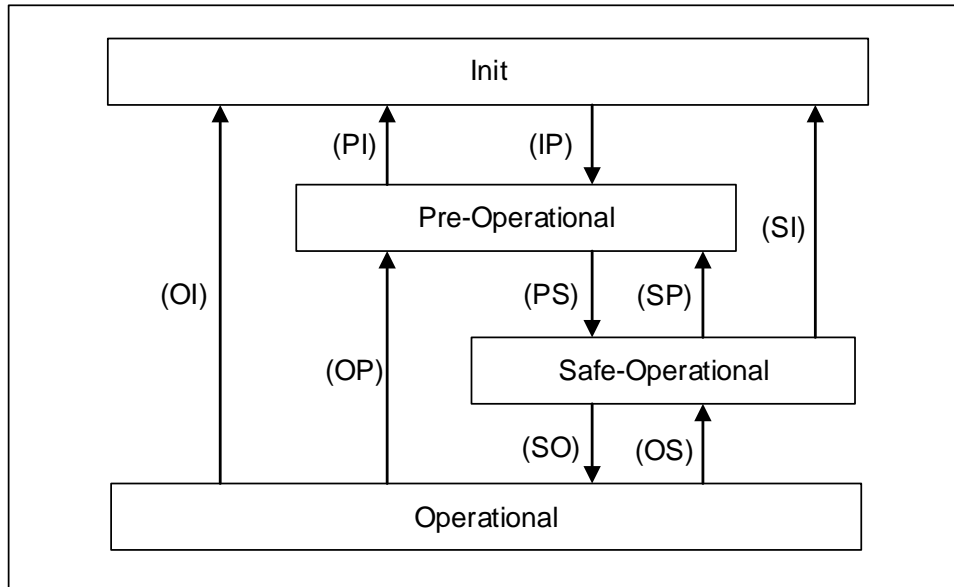 Init
(PI)
(IP)
Pre-Operational
(SI)
(OI)
(PS)
(SP)
(OP)
Safe-Operational
(SO)
(OS)
Operational